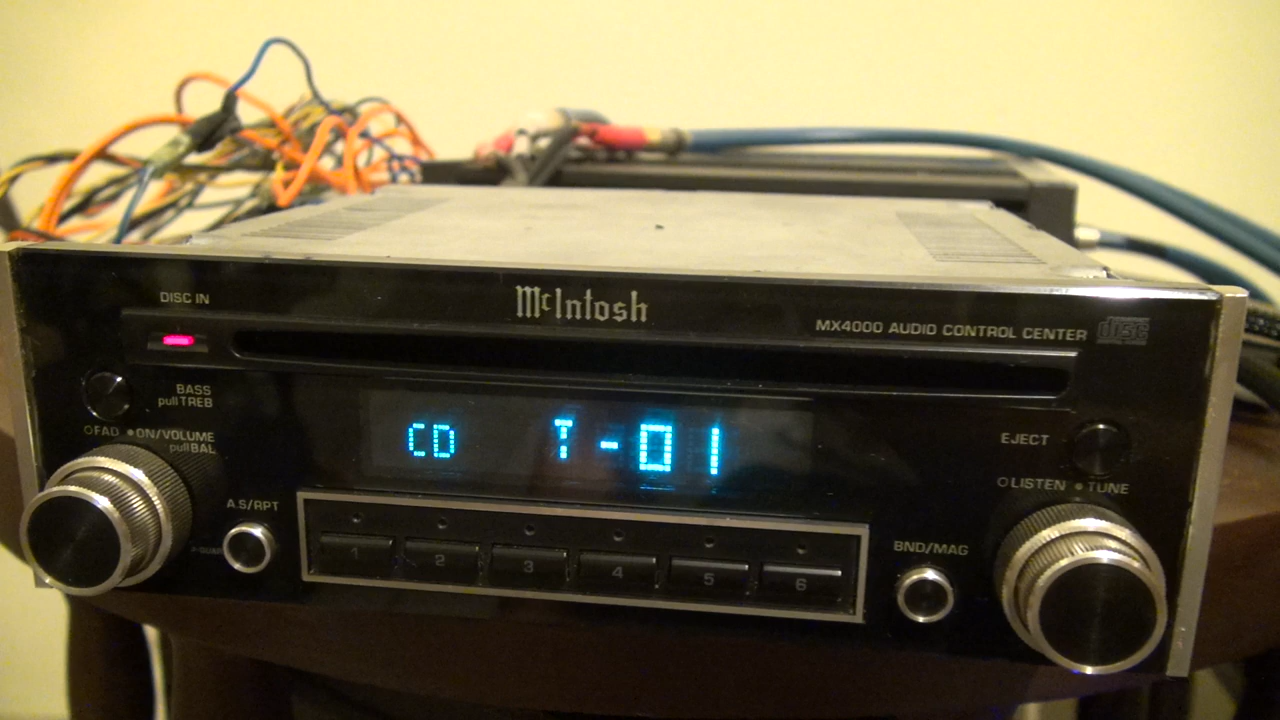 DISC IN
McIntosh
MX4000 AUDIO CONTROL CENTER
disc
BASS
pull TREB
FAD ON/VOLUME
pull BAL
CD T-01
EJECT
LISTEN TUNE
A.S/RPT
BND/MAG
1 2 3 4 5 6